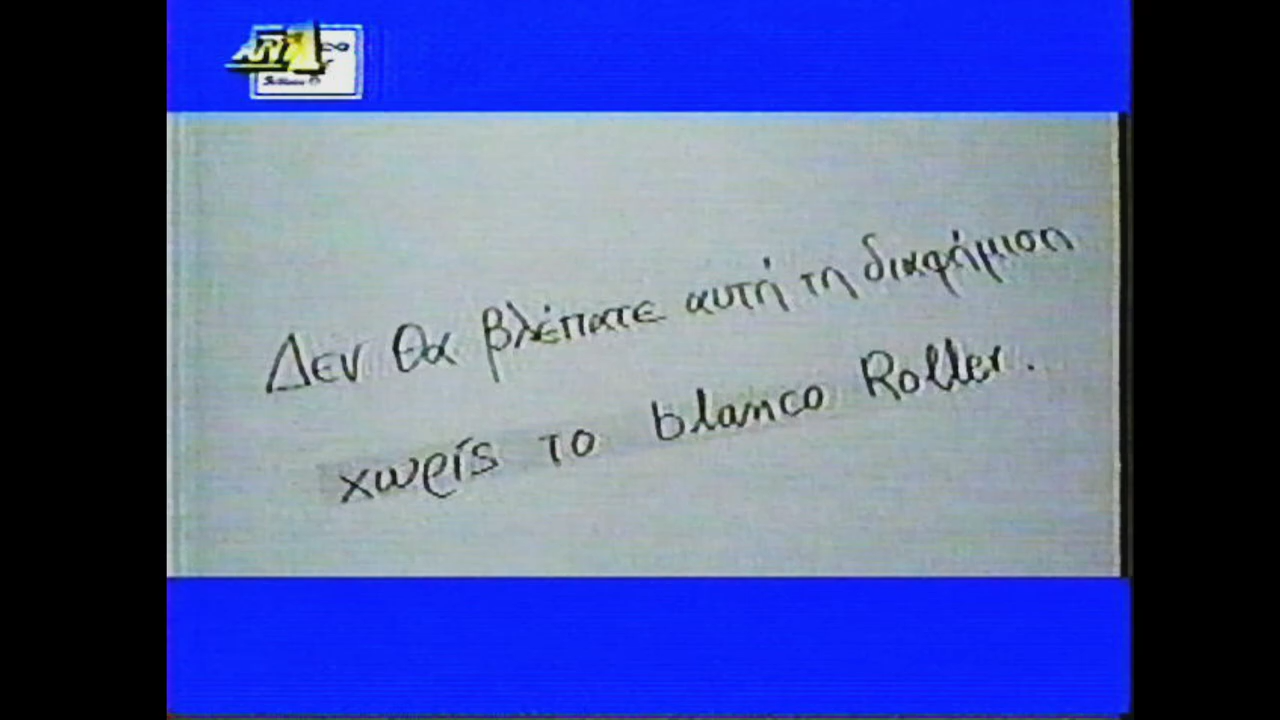 Δεν θα βλέπατε αυτή τη διαφήμιση
χωρίς το blanco Roller.